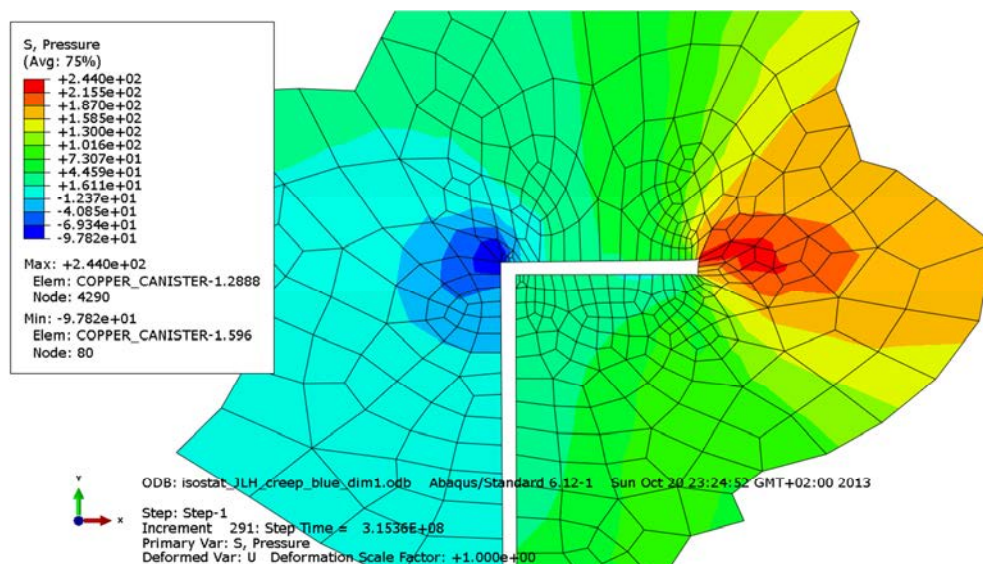 S, Pressure
(Avg: 75%)
+2.440e+02
+2.155e+02
+1.870e+02
+1.585e+02
+1.300e+02
+1.016e+02
+7.307e+01
+4.459e+01
+1.611e+01
-1.237e+01
-4.085e+01
-6.934e+01
-9.782e+01
Max: +2.440e+02
Elem: COPPER_CANISTER-1.2888
Node: 4290
Min: -9.782e+01
Elem: COPPER_CANISTER-1.596
Node: 80
Y
X
ODB: isostat_JLH_creep_blue_dim1.odb Abaqus/Standard 6.12-1 Sun Oct 20 23:24:52 GMT+02:00 2013
Step: Step-1
Increment 291: Step Time = 3.1536E+08
Primary Var: S, Pressure
Deformed Var: U Deformation Scale Factor: +1.000e+00